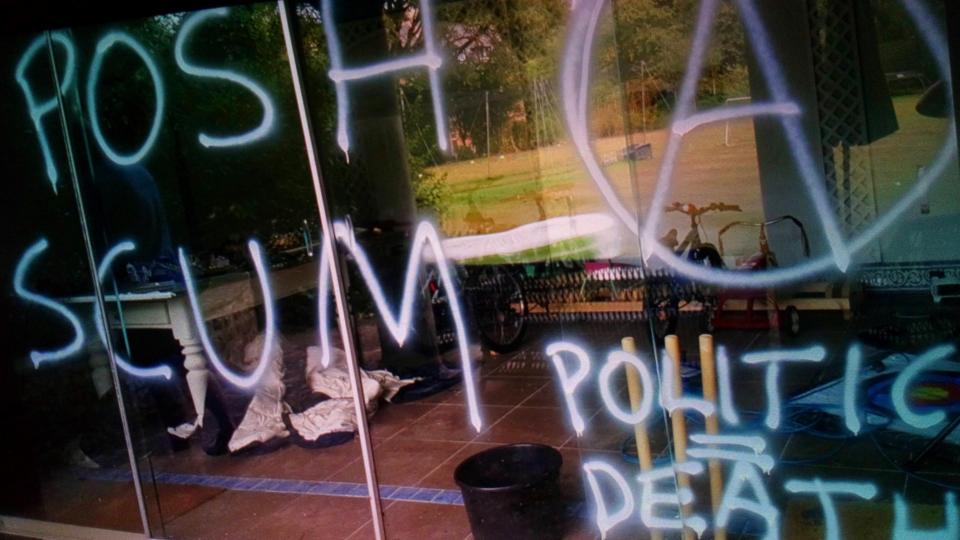 POSH
SCUM
POLITIC
=
DEATH